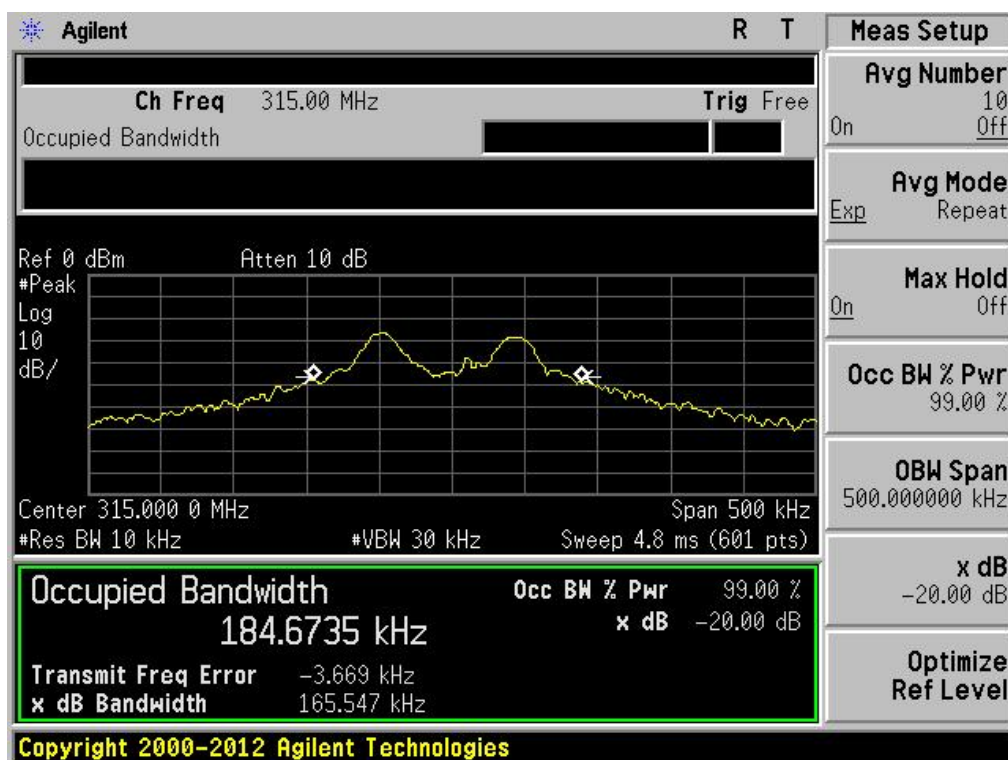 Agilent R T
Ch Freq 315.00 MHz Trig Free
Occupied Bandwidth
Ref 0 dBm Atten 10 dB
#Peak
Log
10
dB/
Center 315.000 0 MHz Span 500 kHz
#Res BW 10 kHz #VBW 30 kHz Sweep 4.8 ms (601 pts)
Occupied Bandwidth Occ BW % Pwr 99.00 %
184.6735 kHz x dB -20.00 dB
Transmit Freq Error -3.669 kHz
x dB Bandwidth 165.547 kHz
Copyright 2000-2012 Agilent Technologies
Meas Setup
Avg Number
10
On Off
Avg Mode
Exp Repeat
Max Hold
On Off
Occ BW % Pwr
99.00 %
OBW Span
500.000000 kHz
x dB
-20.00 dB
Optimize
Ref Level